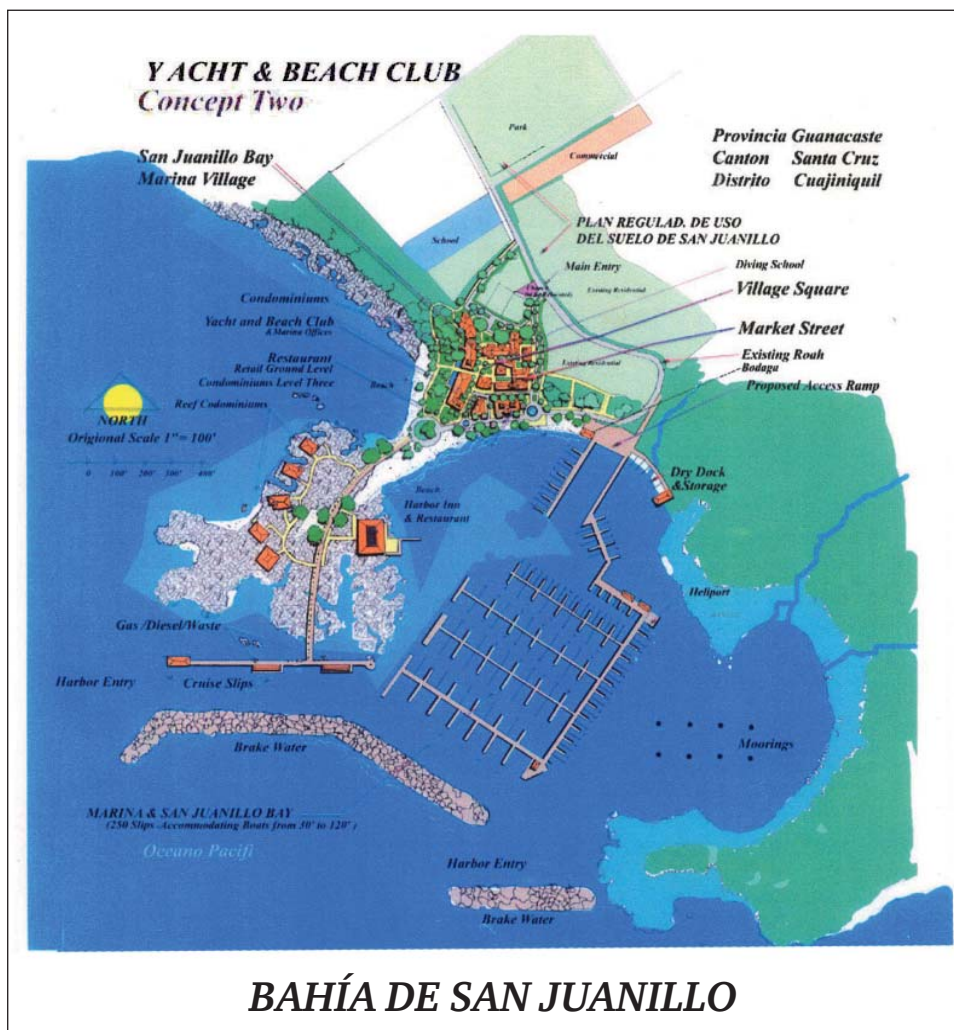 Y ACHT & BEACH CLUB
Concept Two
San Juanillo Bay
Marina Village
Provincia Guanacaste
Canton Santa Cruz
Distrito Cuajiniquil
Park
Commercial
PLAN REGULAD. DE USO
DEL SUELO DE SAN JUANILLO
School
Main Entry
Diving School
Existing Residential
Village Square
Condominiums
Yacht and Beach Club
& Marina Offices
Market Street
Restaurant
Retail Ground Level
Condominiums Level Three
Existing Roah
Bodaga
Existing Residential
Beach
Proposed Access Ramp
Reef Codominiums
NORTH
Origional Scale 1"= 100'
0 100' 200' 300' 400'
Dry Dock
&Storage
Beach
Harbor Inn
& Restaurant
Heliport
Gas /Diesel/Waste
Harbor Entry
Cruise Slips
Brake Water
Moorings
MARINA & SAN JUANILLO BAY
(250 Slips Accommodating Boats from 30' to 120')
Oceano Pacifi
Harbor Entry
Brake Water
BAHÍA DE SAN JUANILLO